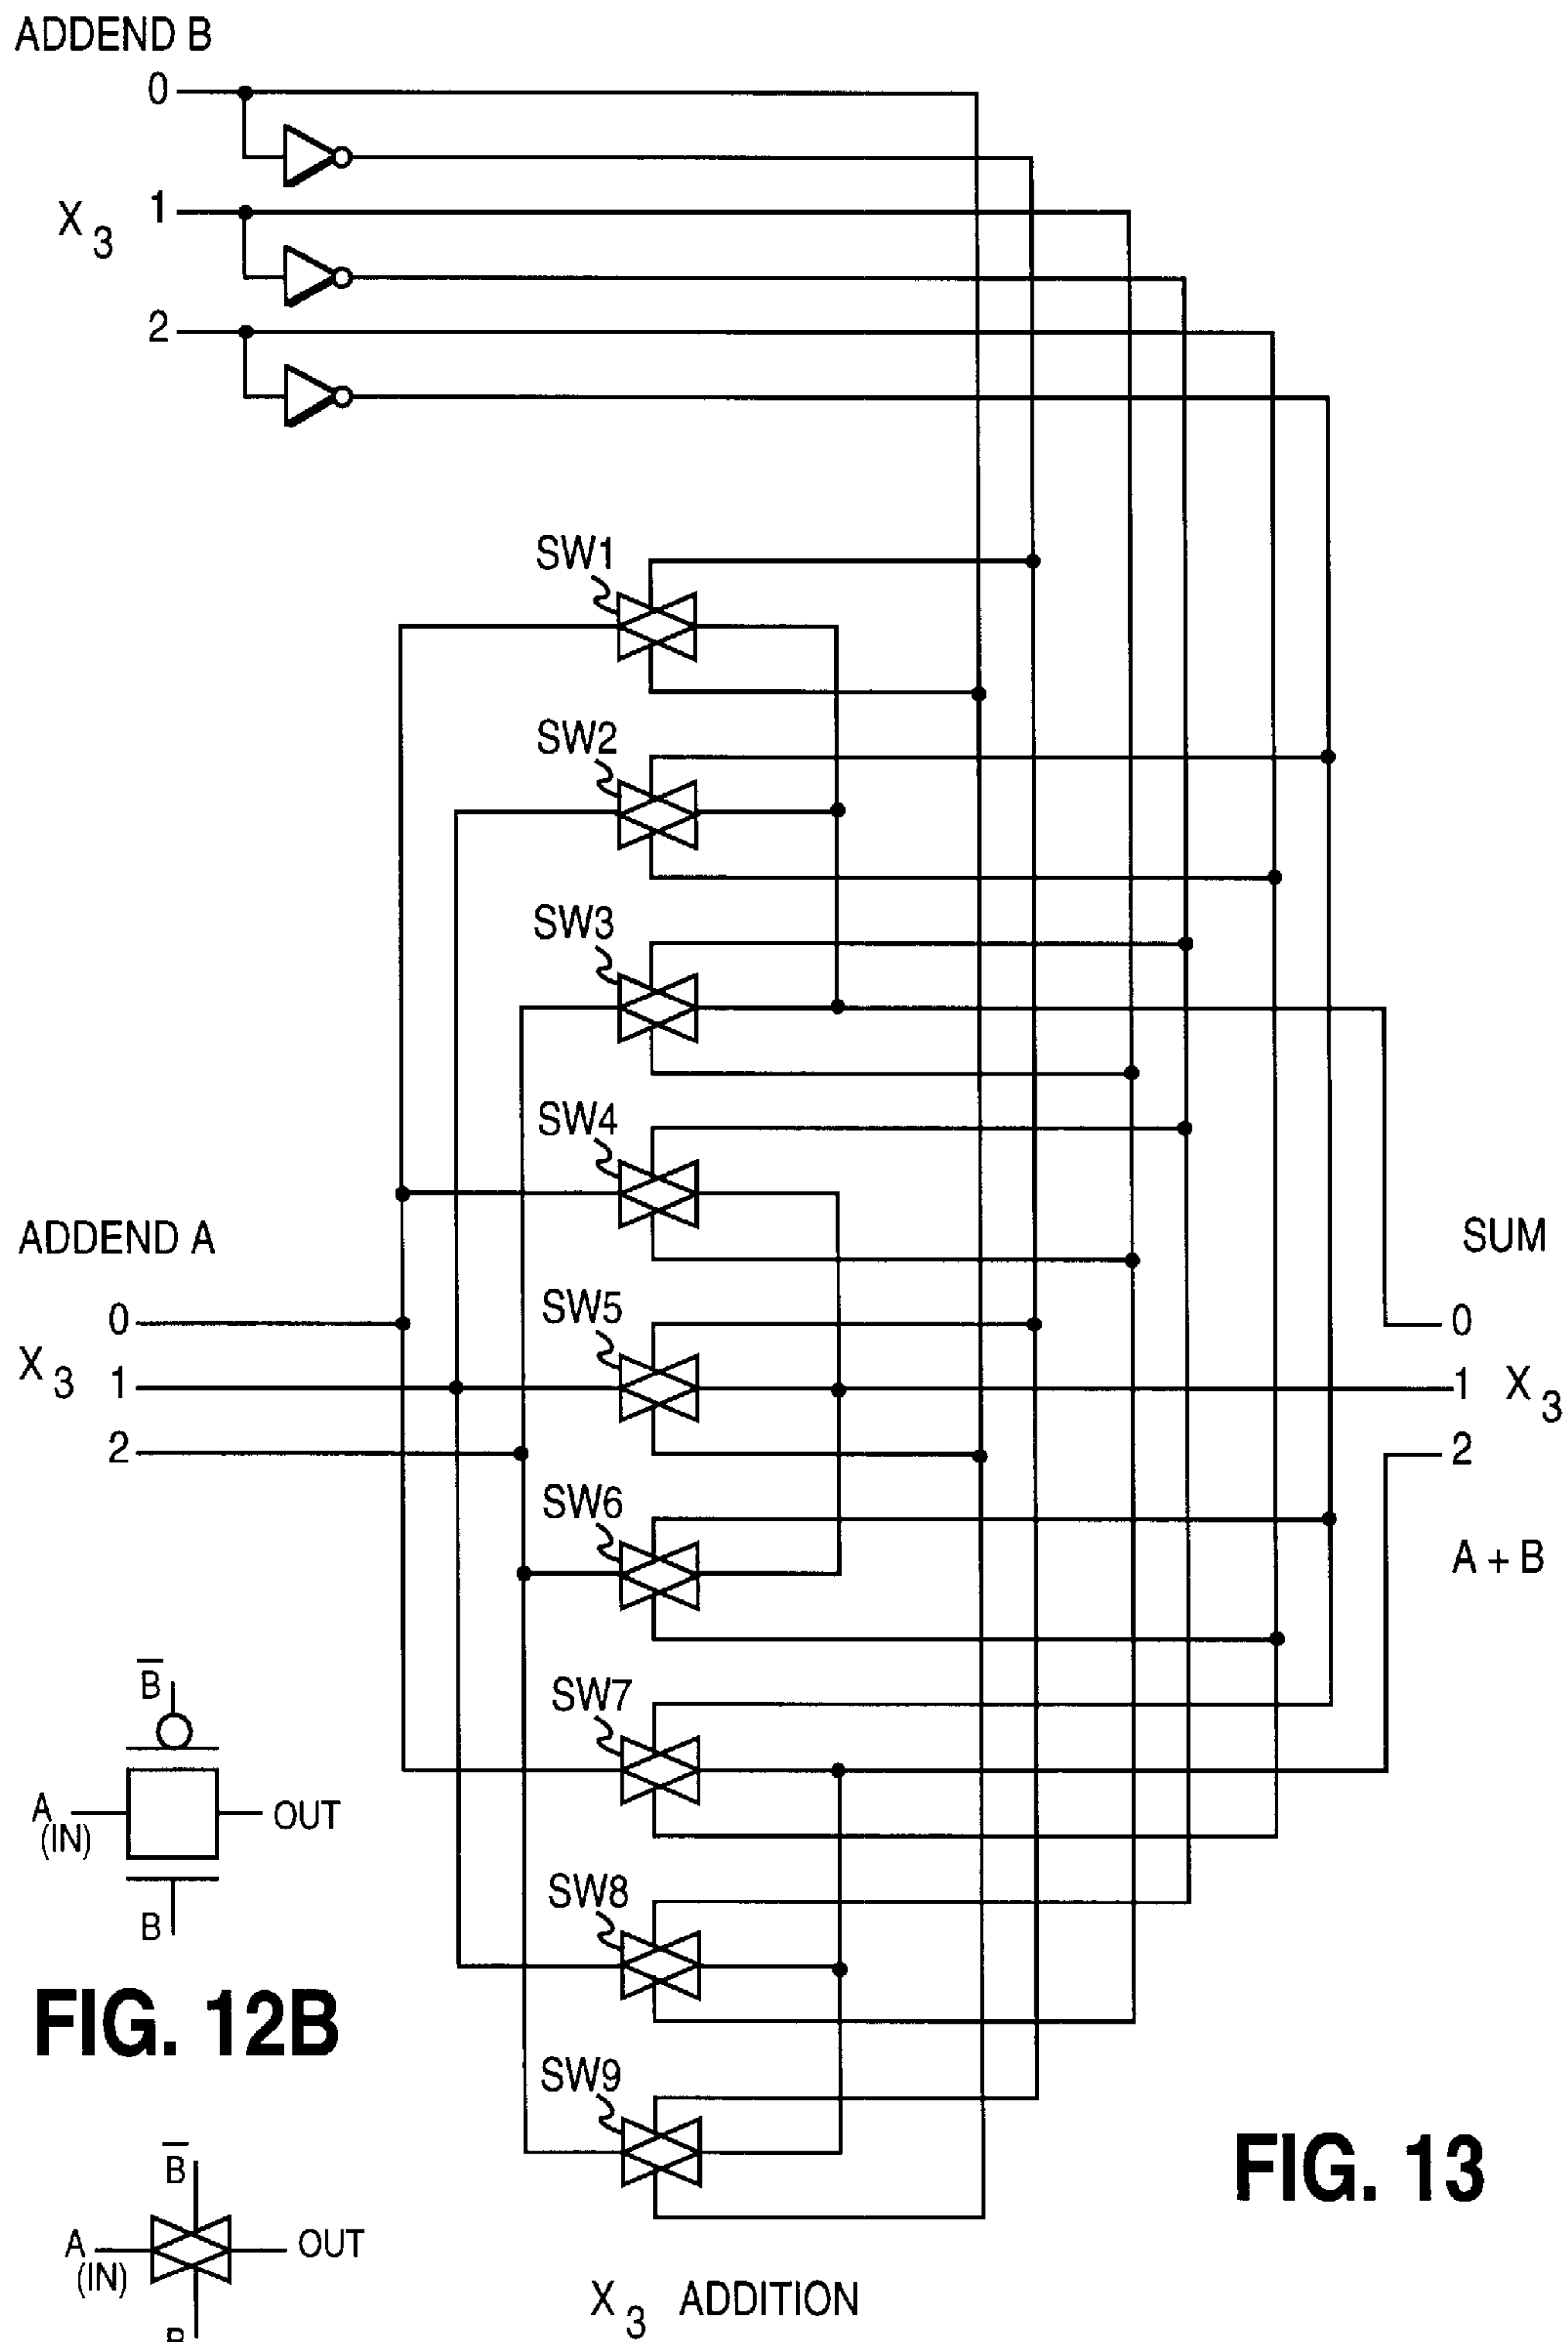 ADDEND B
0
X3 1
2
SW1
SW2
SW3
SW4
ADDEND A
SUM
SW5
0
0
X3 1
1 X3
2
2
SW6
A + B
B̅
SW7
A
(IN)
OUT
SW8
B
FIG. 12B
SW9
B̅
FIG. 13
A
(IN)
OUT
X3 ADDITION
B